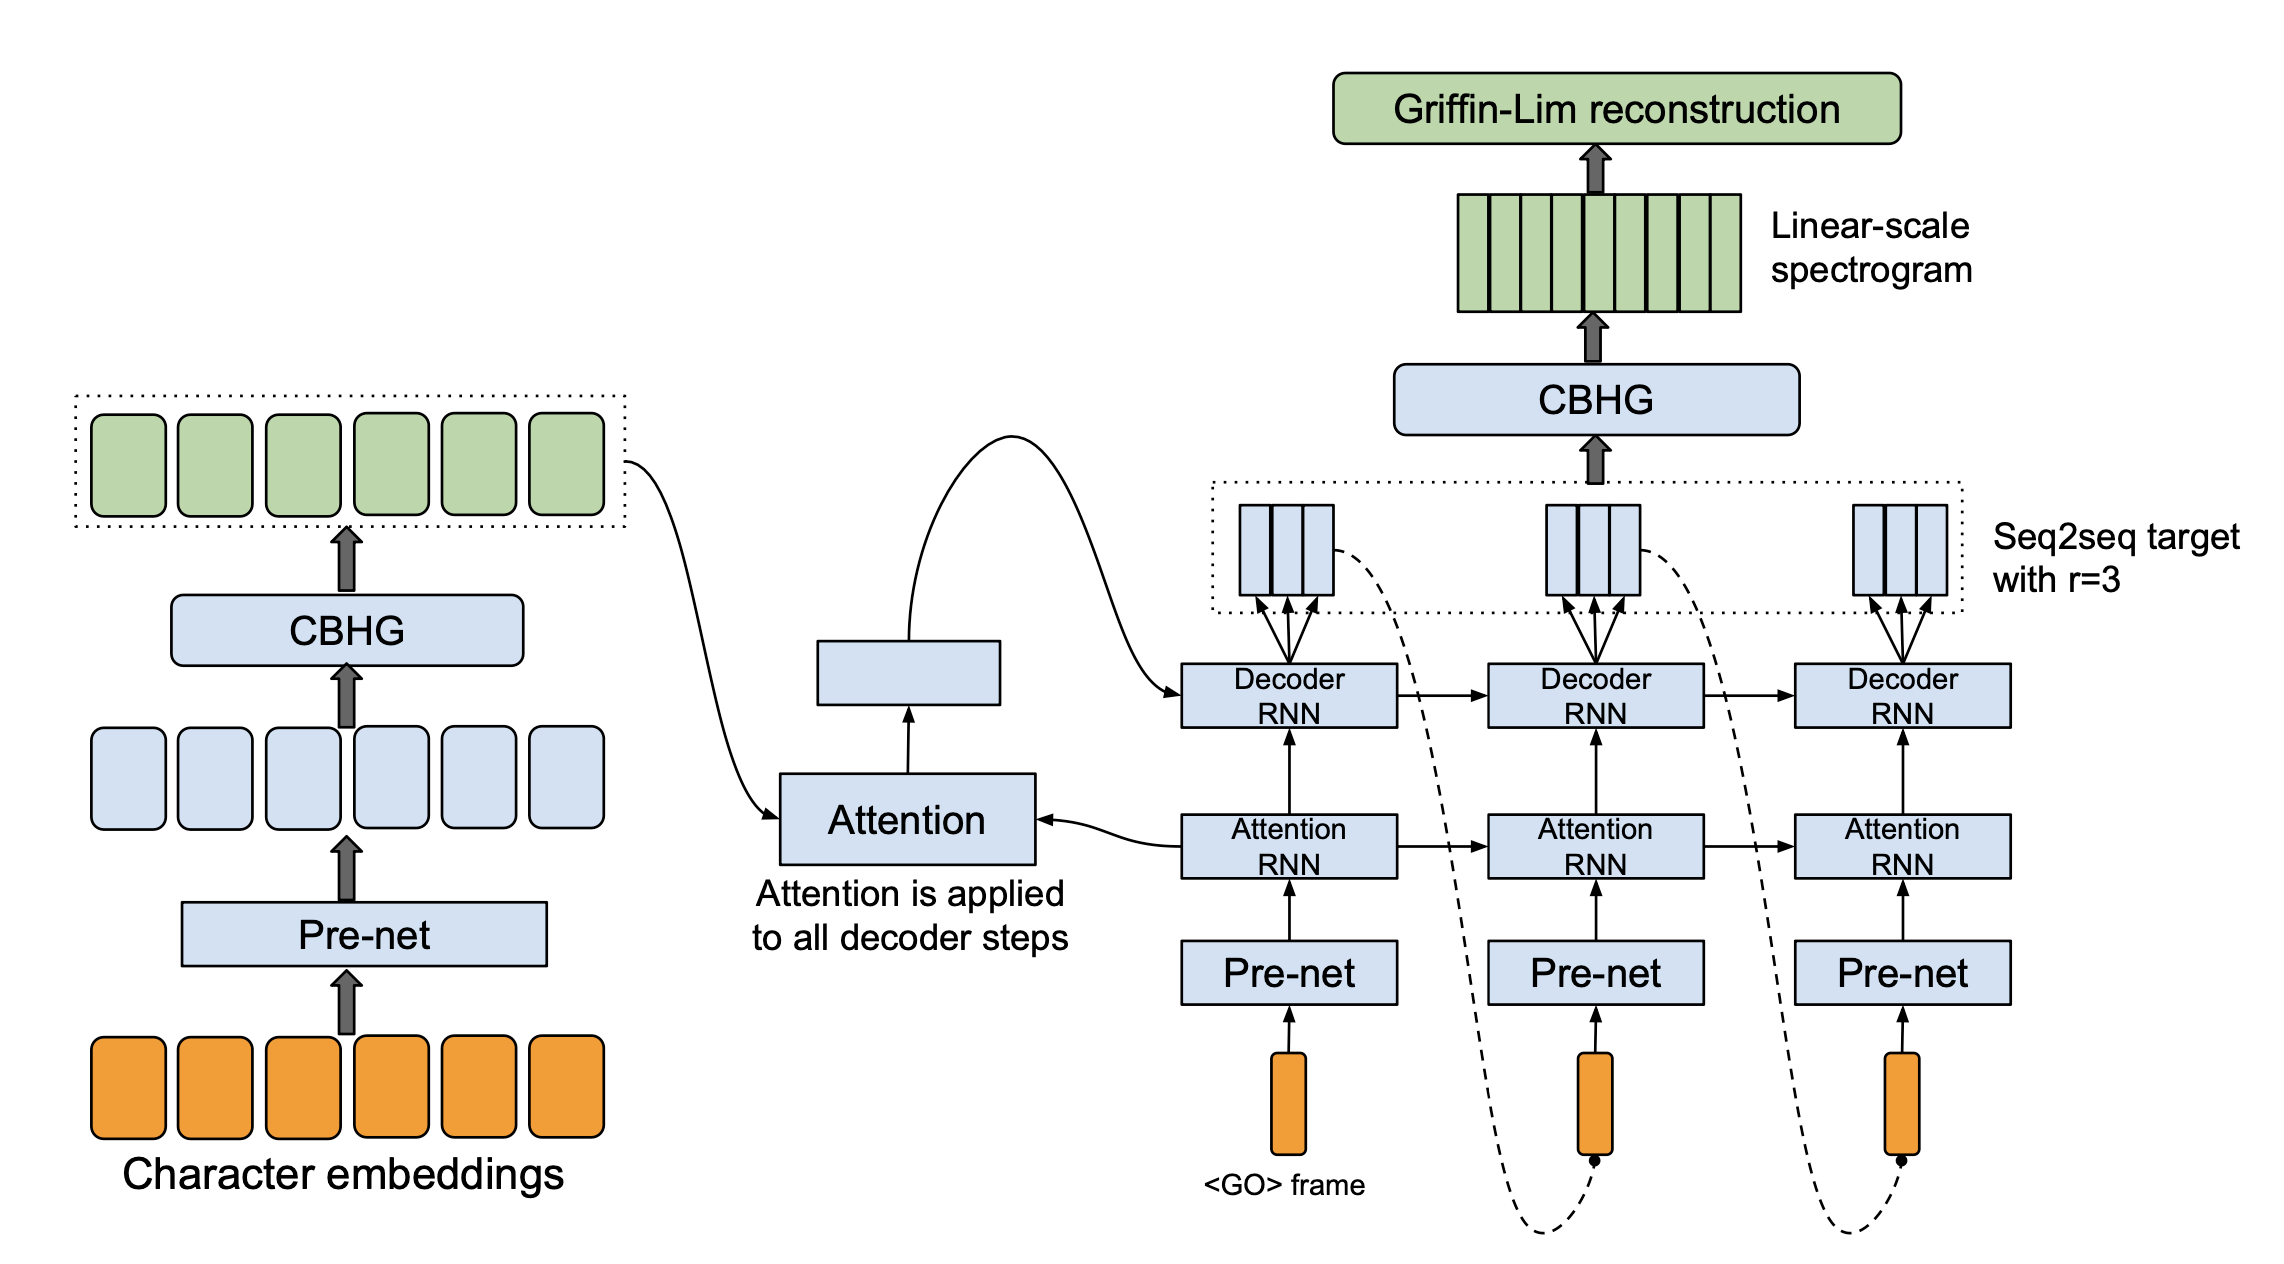 Griffin-Lim reconstruction
Linear-scale
spectrogram
CBHG
Seq2seq target
with r=3
CBHG
Pre-net
Character embeddings
Attention
Attention is applied
to all decoder steps
Decoder
RNN
Decoder
RNN
Decoder
RNN
Attention
RNN
Attention
RNN
Attention
RNN
Pre-net
Pre-net
Pre-net
<GO> frame